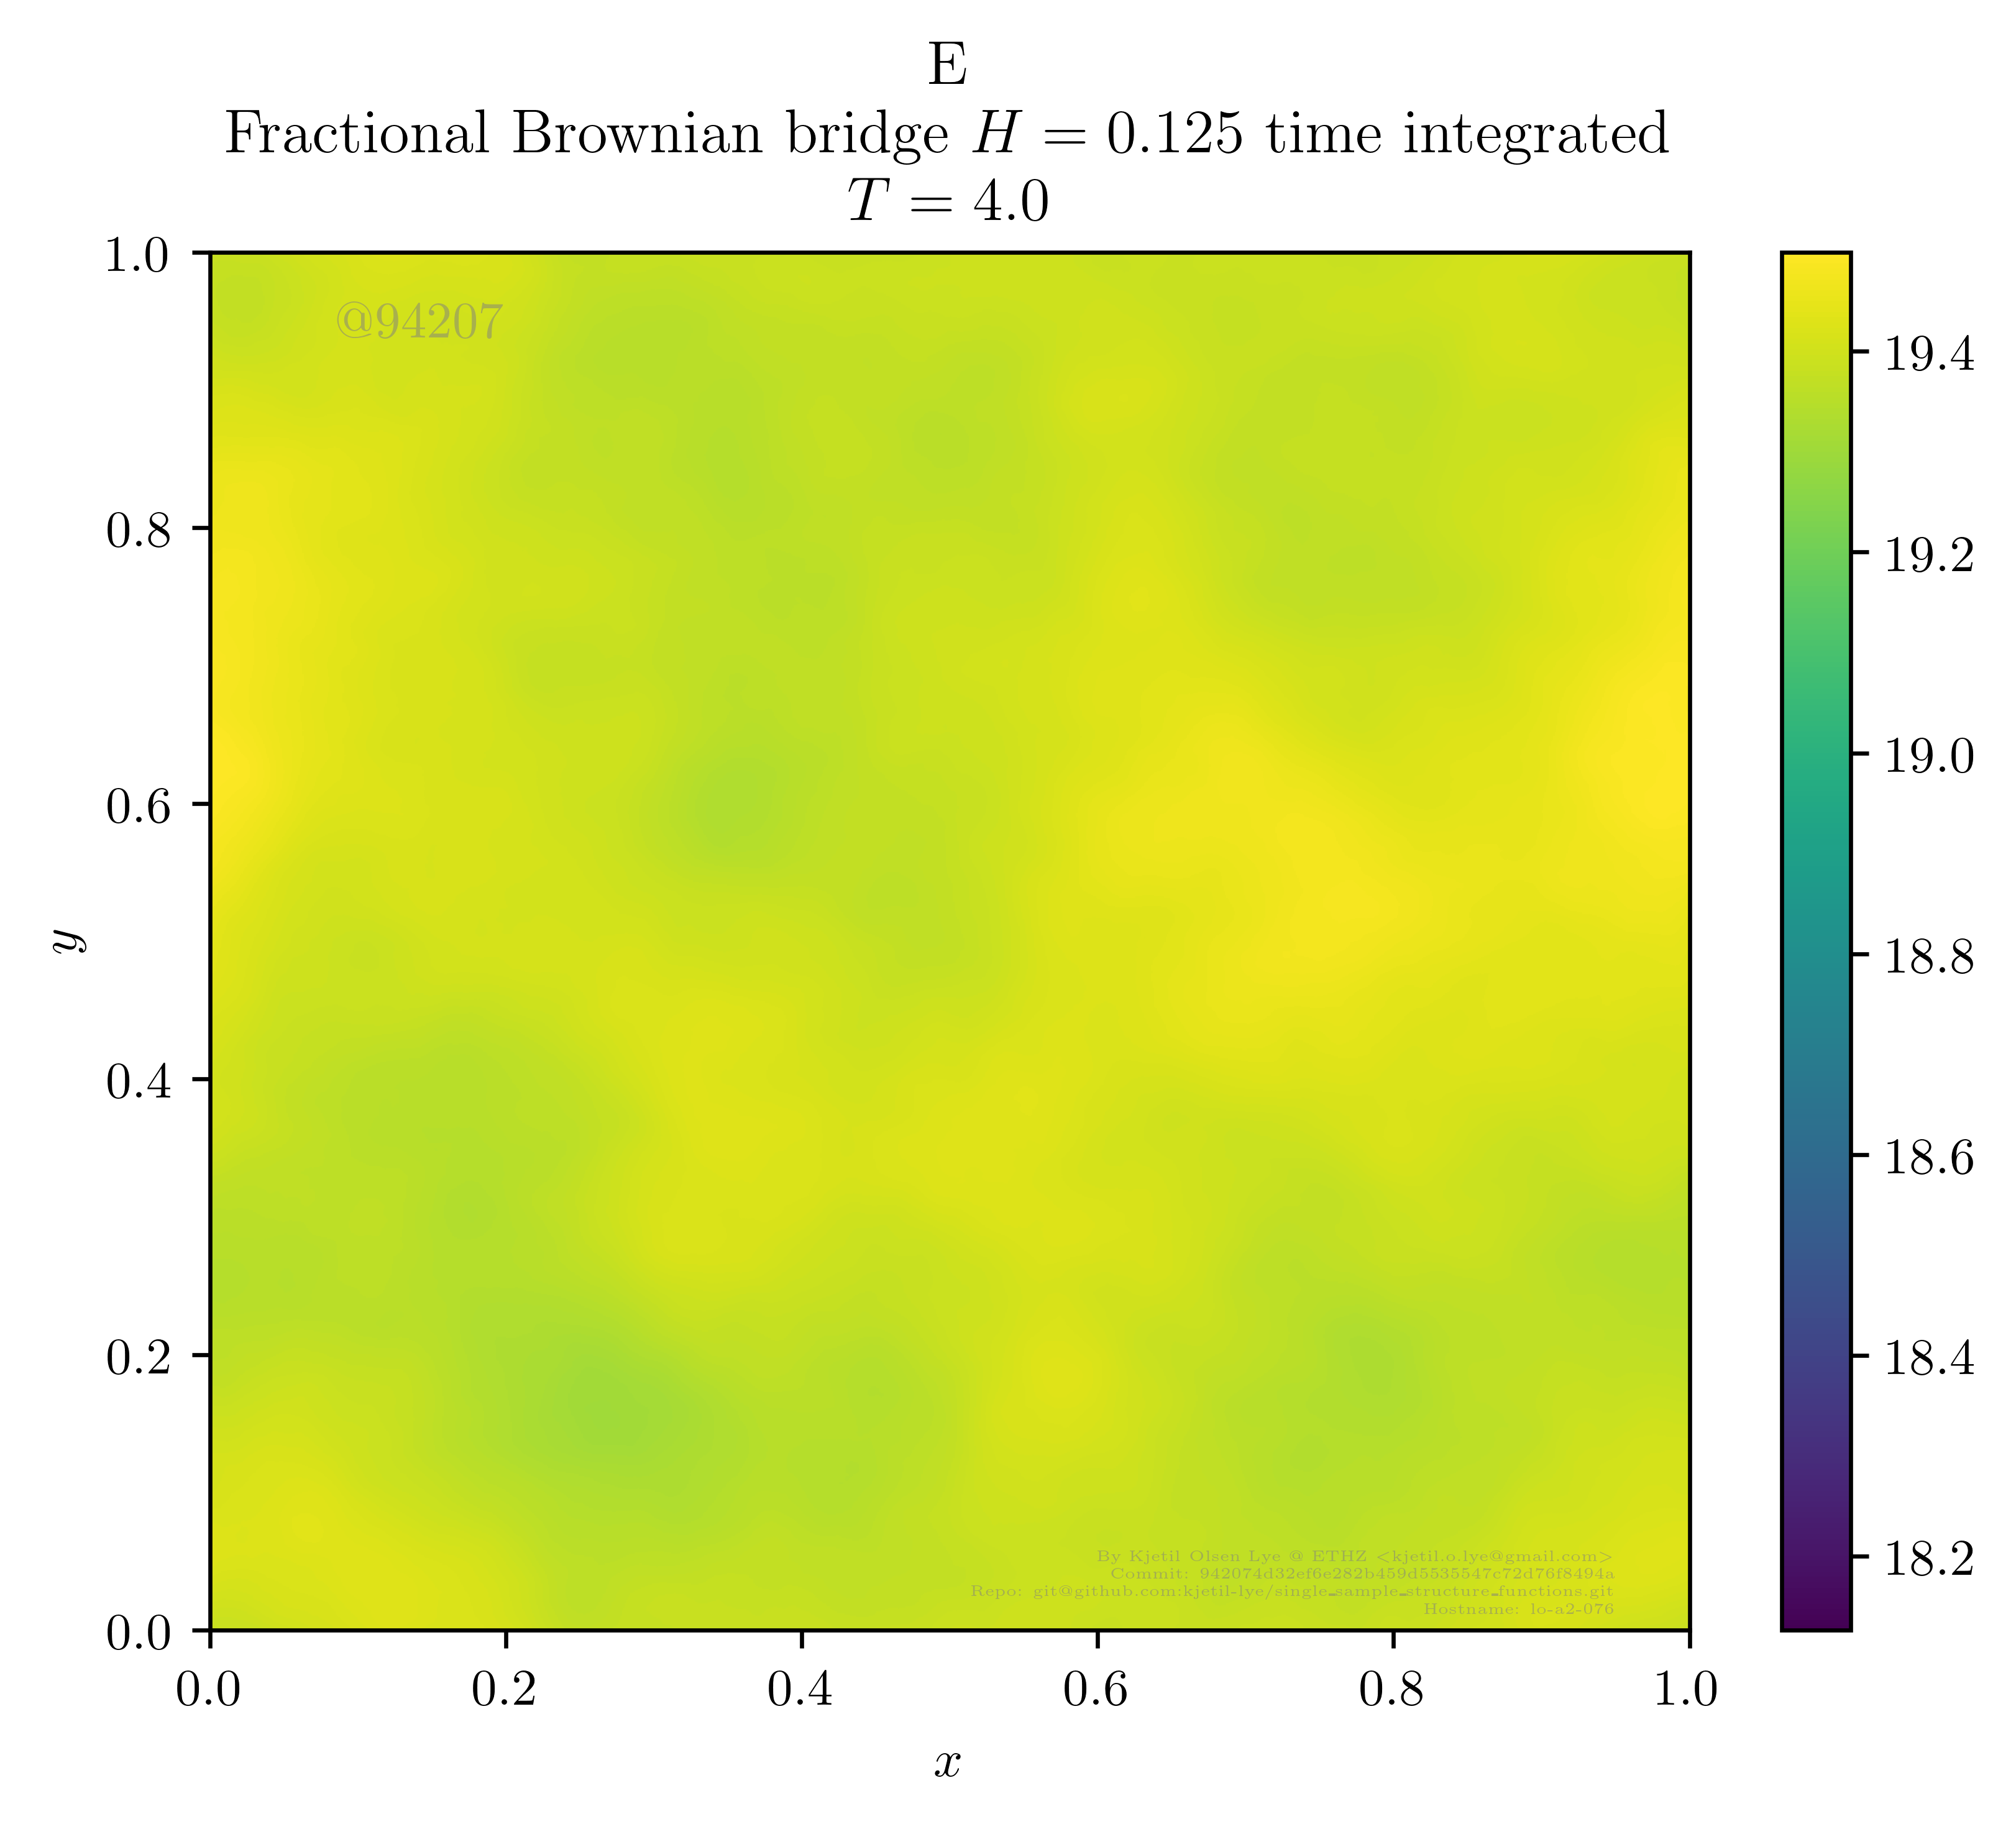 E
Fractional Brownian bridge H = 0.125 time integrated
T = 4.0
@94207
1.0
0.8
0.6
0.4
0.2
0.0
y
0.0 0.2 0.4 0.6 0.8 1.0
x
19.4
19.2
19.0
18.8
18.6
18.4
18.2
By Kjetil Olsen Lye @ ETHZ <kjetil.o.lye@gmail.com>
Commit: 942074d32ef6e282b459d5535547c72d76f8494a
Repo: git@github.com:kjetil-lye/single_sample_structure_functions.git
Hostname: lo-a2-076